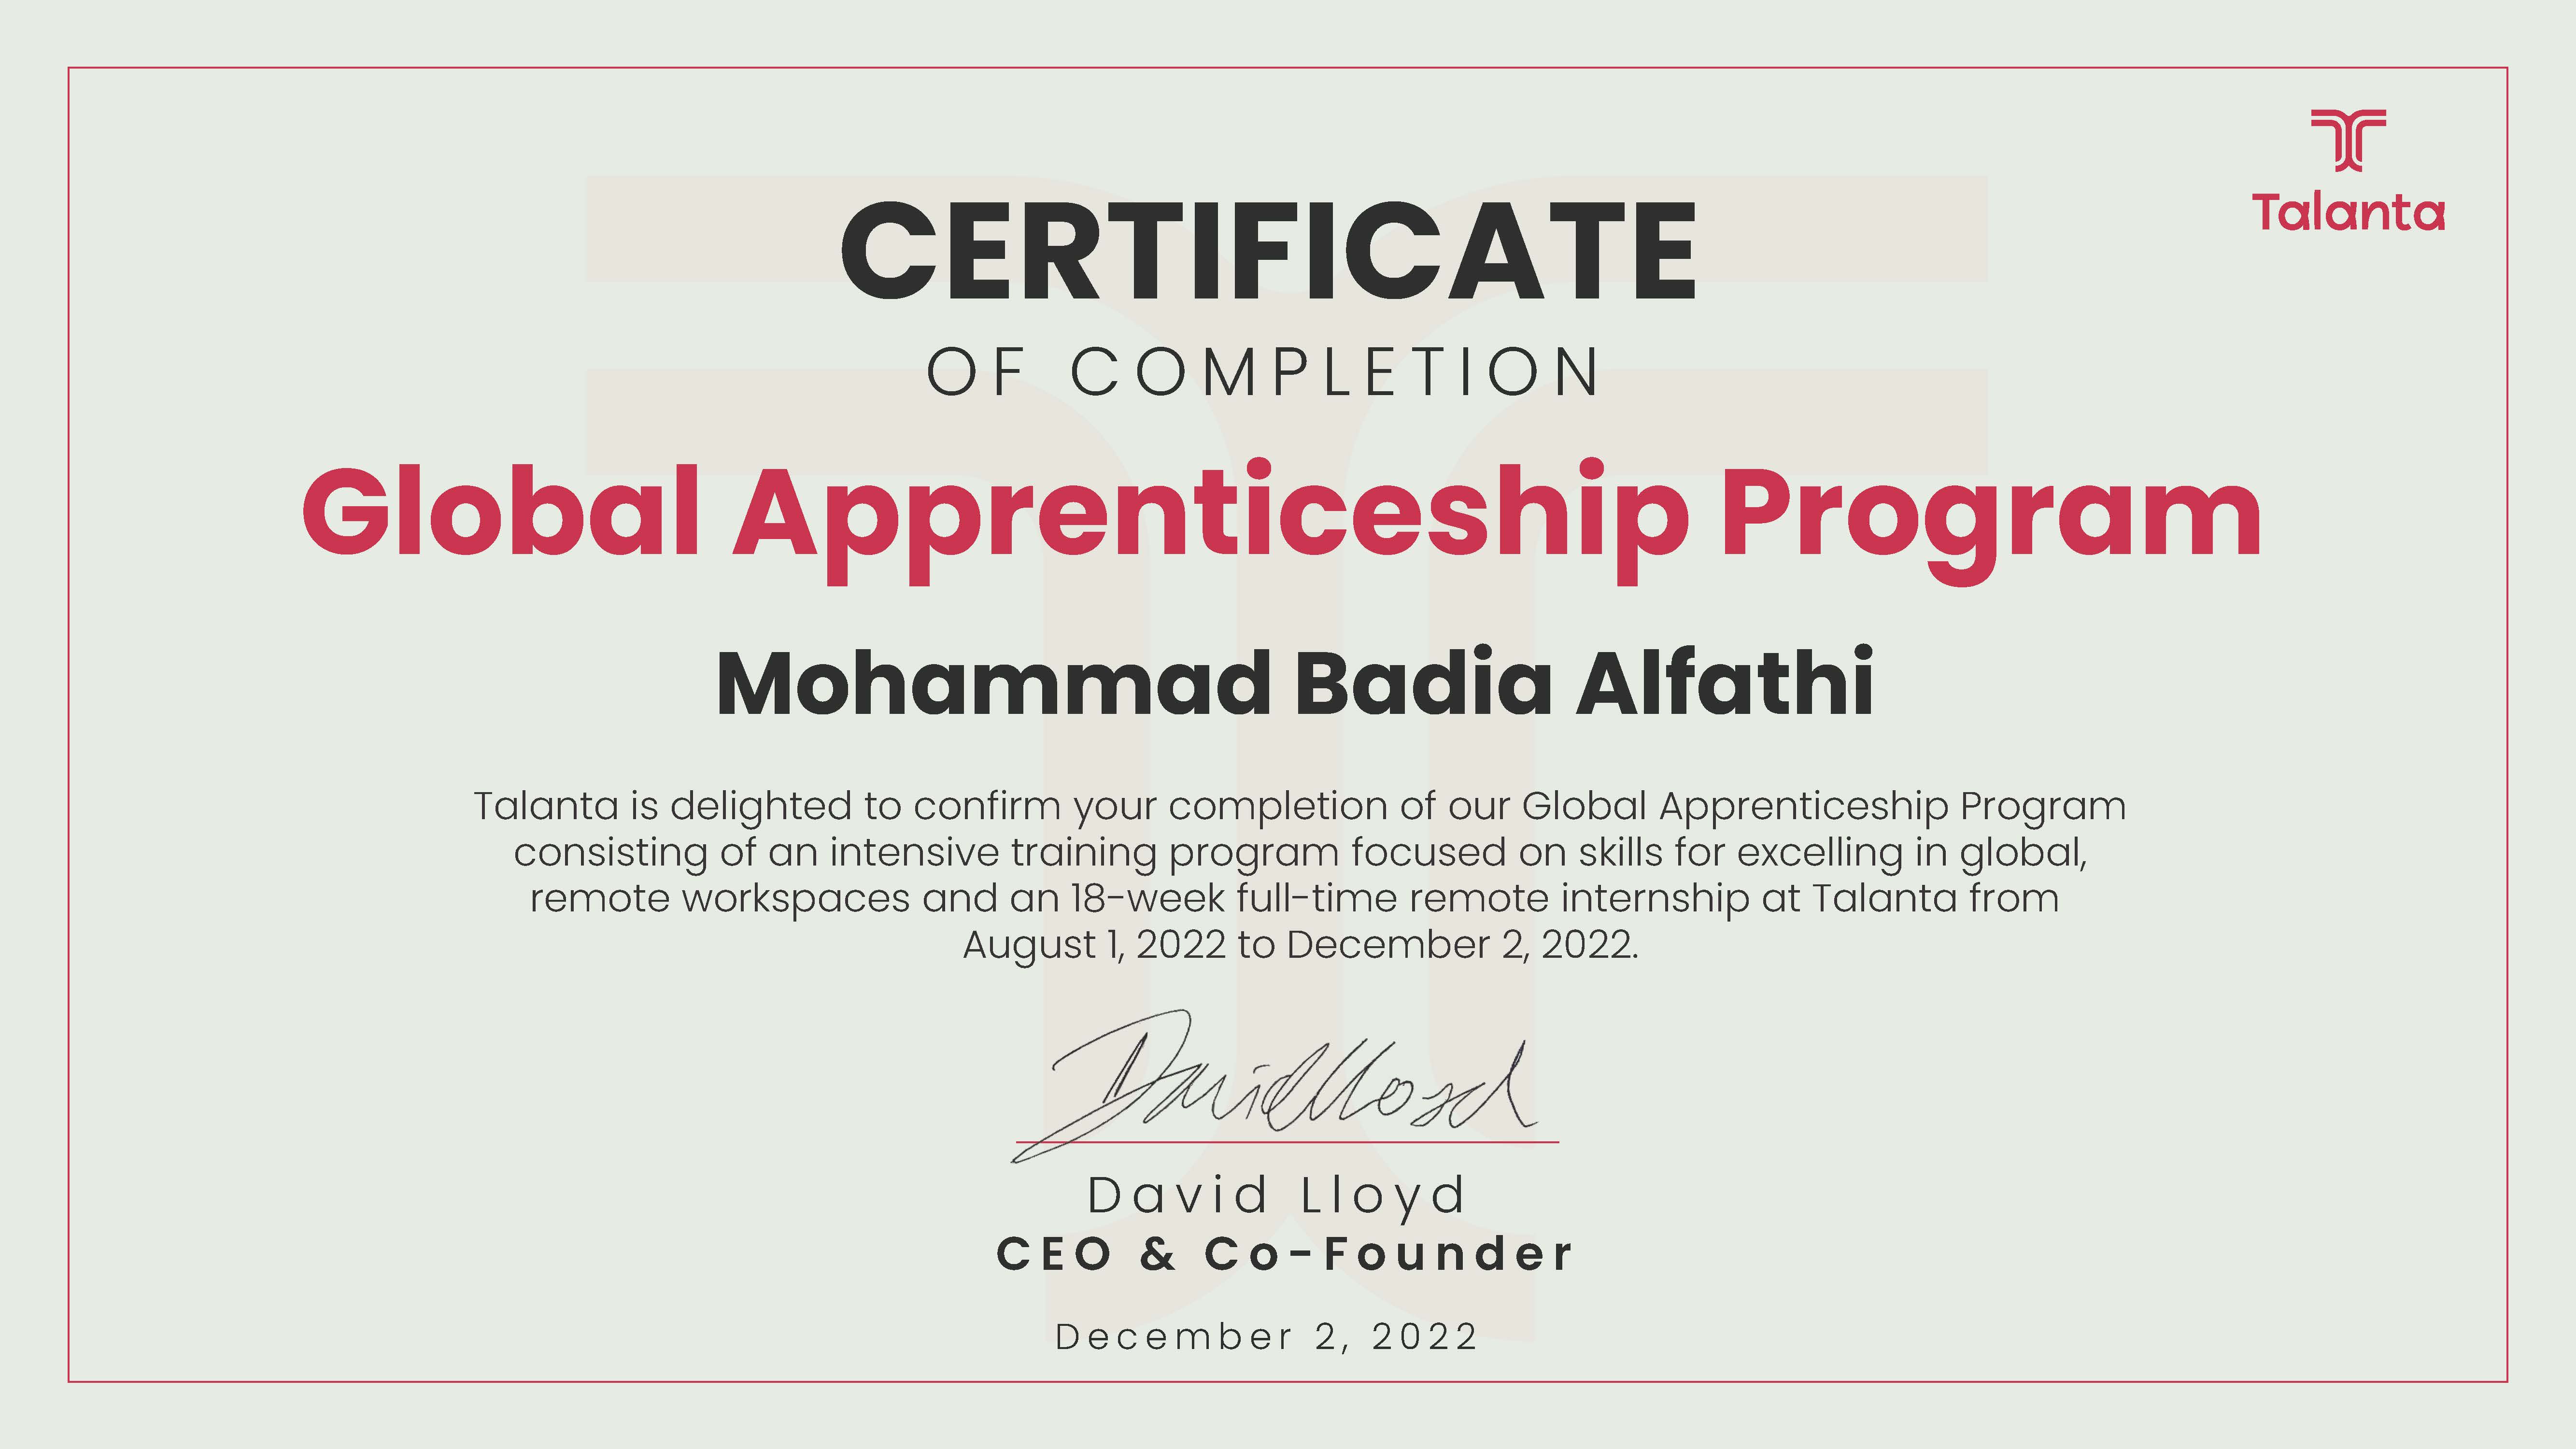 Talanta
CERTIFICATE
OF COMPLETION
Global Apprenticeship Program
Mohammad Badia Alfathi
Talanta is delighted to confirm your completion of our Global Apprenticeship Program
consisting of an intensive training program focused on skills for excelling in global,
remote workspaces and an 18-week full-time remote internship at Talanta from
August 1, 2022 to December 2, 2022.
David Lloyd
David Lloyd
CEO & Co-Founder
December 2, 2022